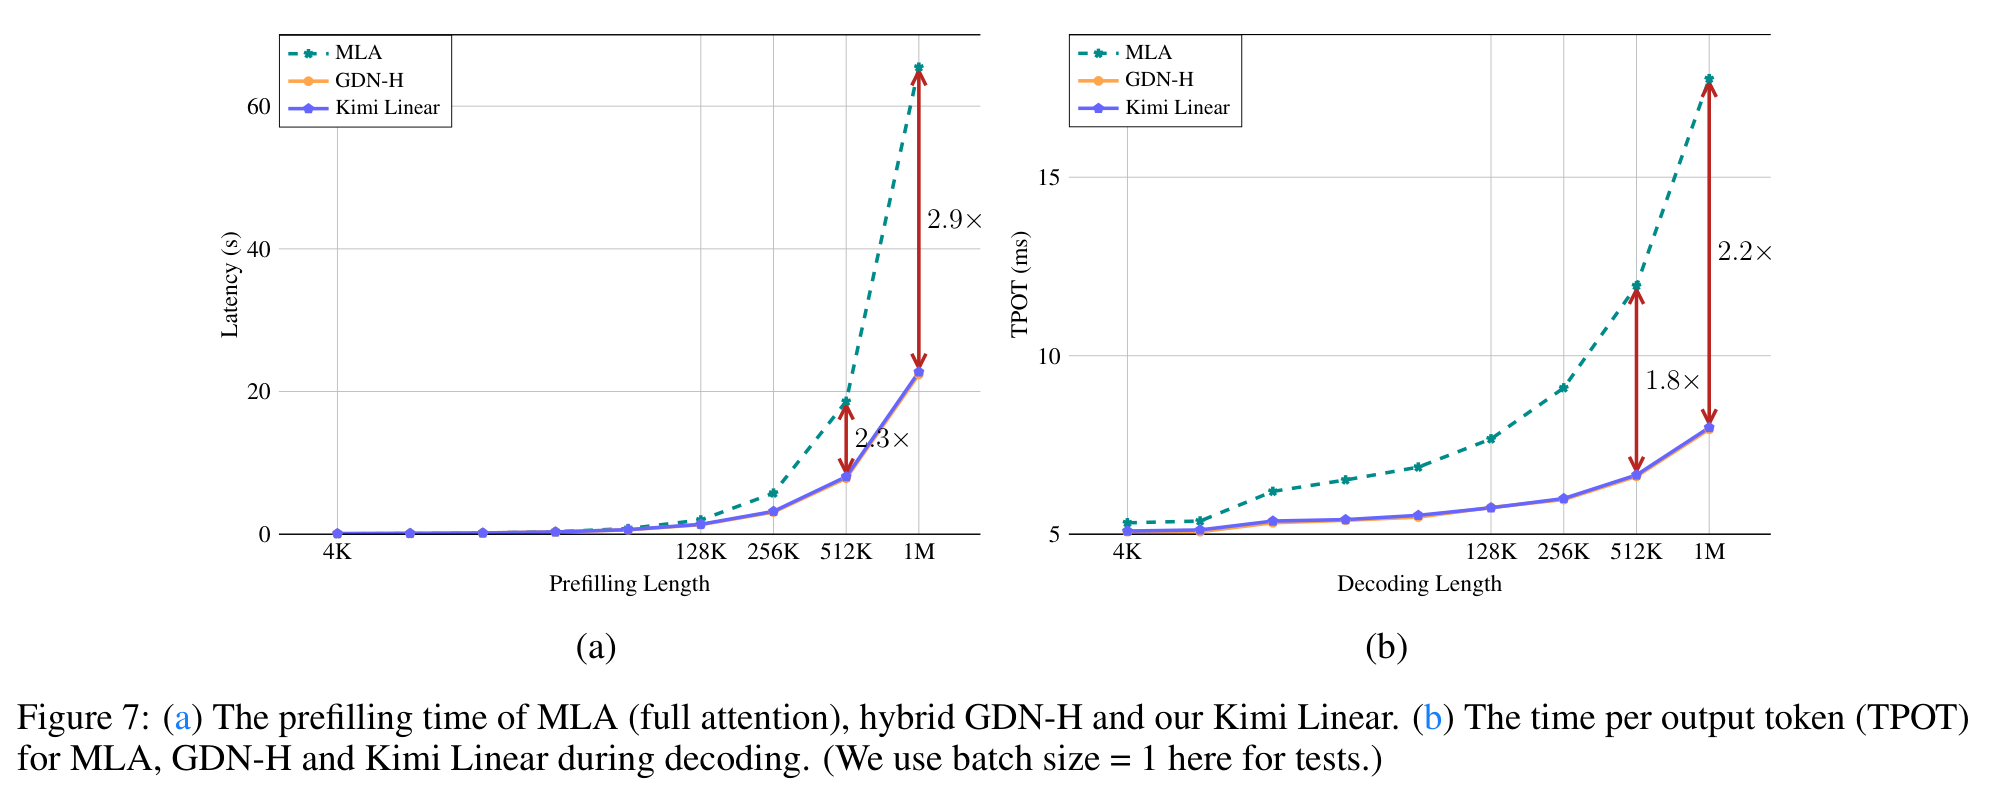 MLA
GDN-H
Kimi Linear
60
40
20
0
Latency (s)
2.9×
2.3×
4K
128K
256K
512K
1M
Prefilling Length
(a)
MLA
GDN-H
Kimi Linear
15
10
5
TPOT (ms)
2.2×
1.8×
4K
128K
256K
512K
1M
Decoding Length
(b)
Figure 7: (a) The prefilling time of MLA (full attention), hybrid GDN-H and our Kimi Linear. (b) The time per output token (TPOT)
for MLA, GDN-H and Kimi Linear during decoding. (We use batch size = 1 here for tests.)